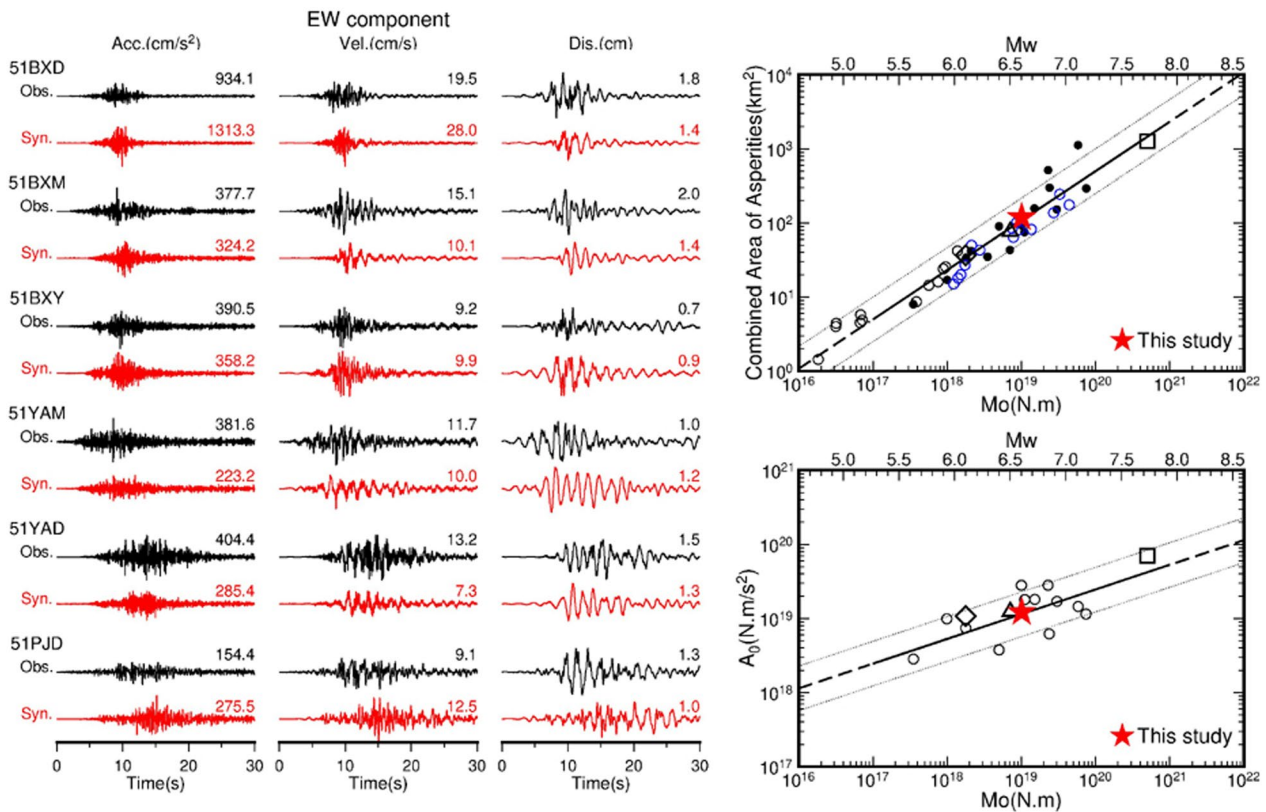 EW component
Acc.(cm/s²) Vel.(cm/s) Dis.(cm)
51BXD
Obs. 934.1 19.5 1.8
Syn. 1313.3 28.0 1.4
51BXM
Obs. 377.7 15.1 2.0
Syn. 324.2 10.1 1.4
51BXY
Obs. 390.5 9.2 0.7
Syn. 358.2 9.9 0.9
51YAM
Obs. 381.6 11.7 1.0
Syn. 223.2 10.0 1.2
51YAD
Obs. 404.4 13.2 1.5
Syn. 285.4 7.3 1.3
51PJD
Obs. 154.4 9.1 1.3
Syn. 275.5 12.5 1.0
0 10 20 30 0 10 20 30 0 10 20 30
Time(s) Time(s) Time(s)
Mw
5.0 5.5 6.0 6.5 7.0 7.5 8.0 8.5
Combined Area of Asperities(km²)
10⁴
10³
10²
10¹
10⁰
This study
10¹⁶ 10¹⁷ 10¹⁸ 10¹⁹ 10²⁰ 10²¹ 10²²
Mo(N.m)
Mw
5.0 5.5 6.0 6.5 7.0 7.5 8.0 8.5
A₀(N.m/s²)
10²¹
10²⁰
10¹⁹
10¹⁸
10¹⁷
This study
10¹⁶ 10¹⁷ 10¹⁸ 10¹⁹ 10²⁰ 10²¹ 10²²
Mo(N.m)